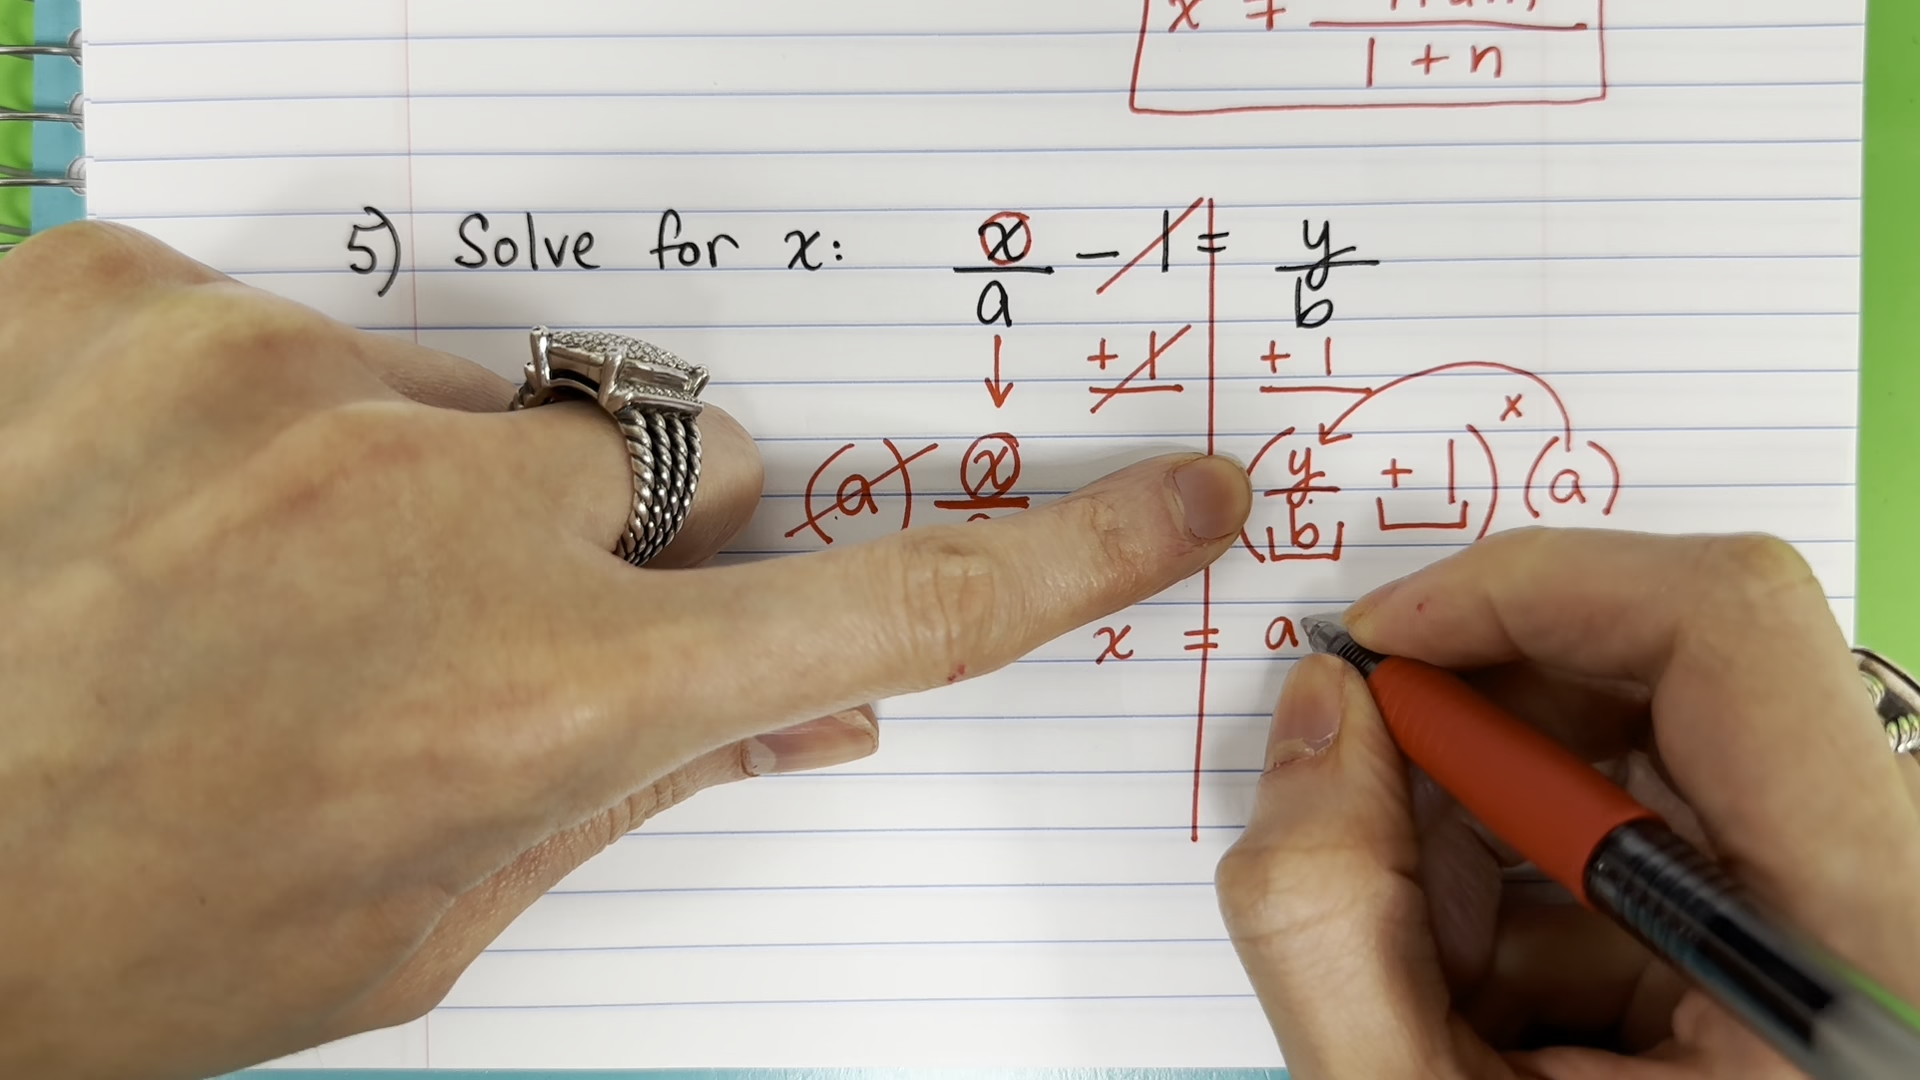 x =
1 + n
5) Solve for x: x/a - 1 = y/b
+ 1 + 1
(a) x (y/b + 1) x (a)
x = a